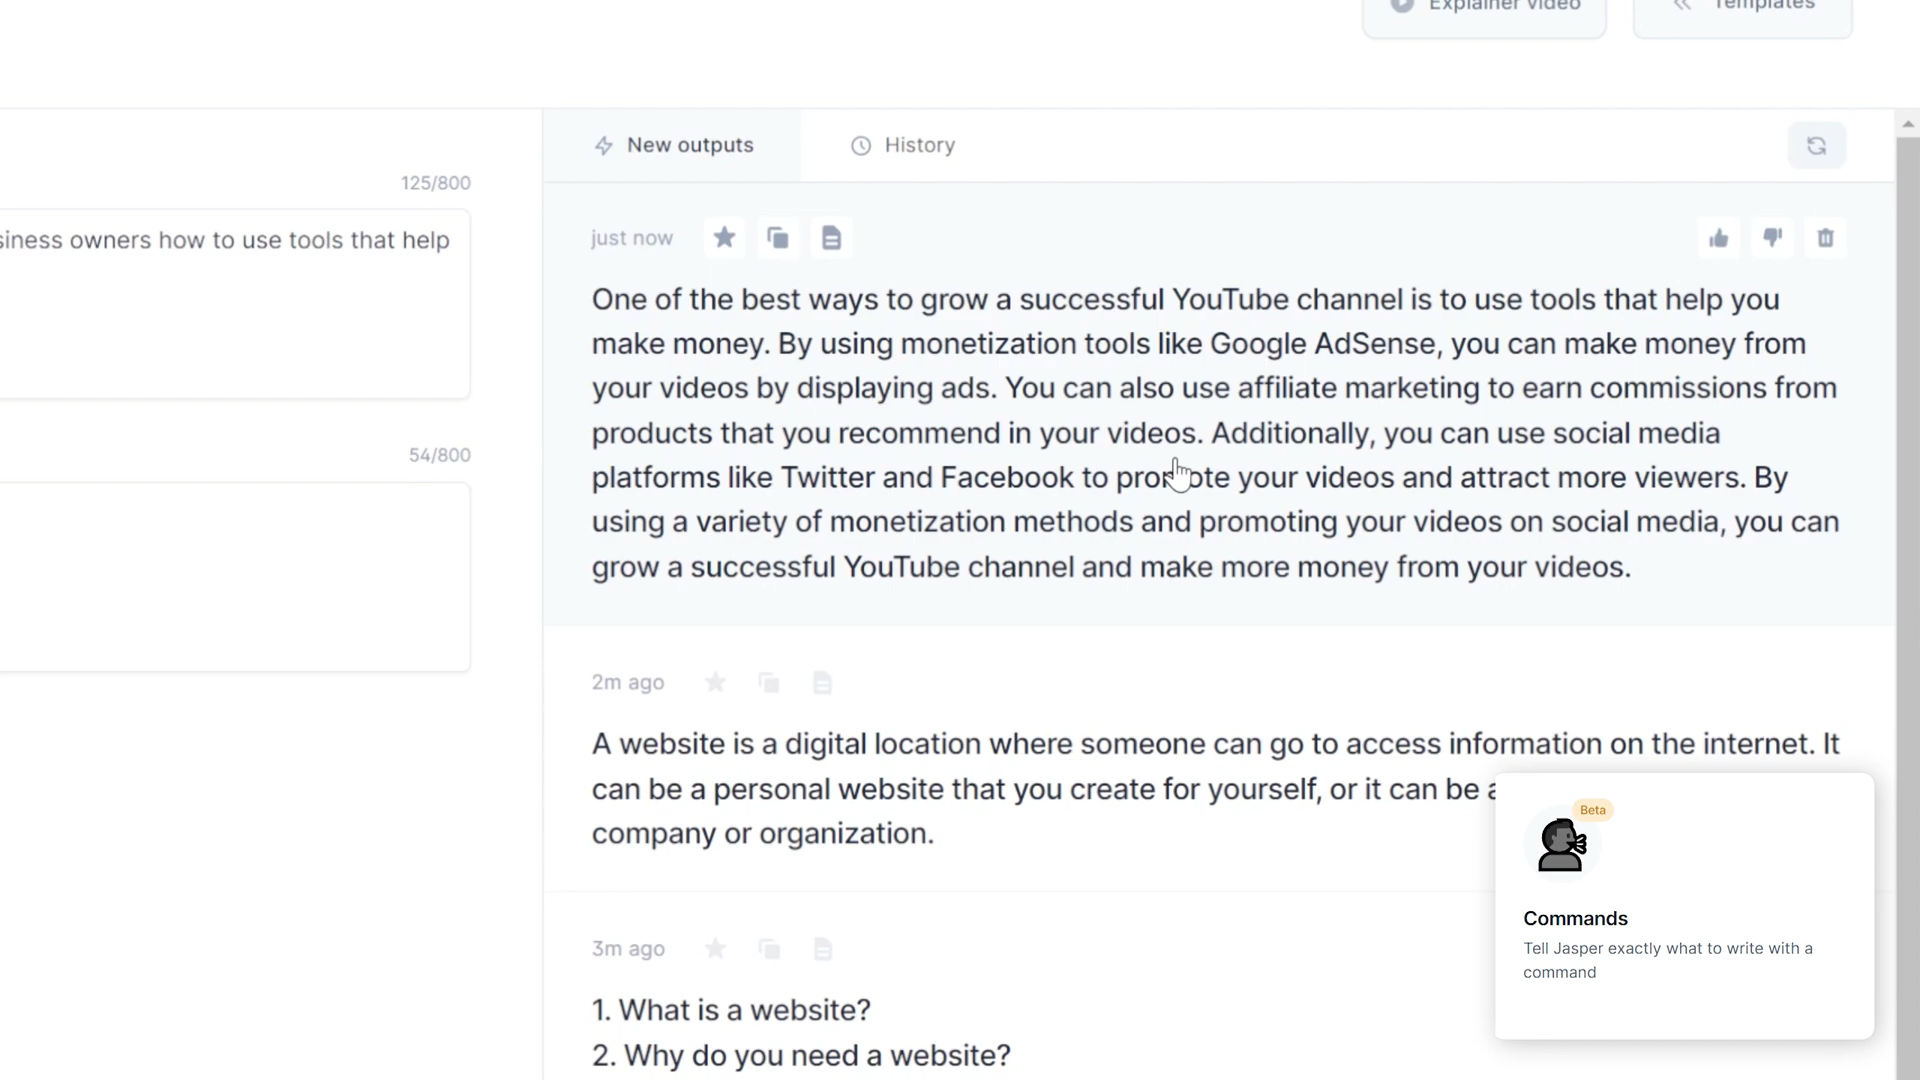 Explainer video
Templates
New outputs
History
125/800
siness owners how to use tools that help
54/800
just now
One of the best ways to grow a successful YouTube channel is to use tools that help you
make money. By using monetization tools like Google AdSense, you can make money from
your videos by displaying ads. You can also use affiliate marketing to earn commissions from
products that you recommend in your videos. Additionally, you can use social media
platforms like Twitter and Facebook to promote your videos and attract more viewers. By
using a variety of monetization methods and promoting your videos on social media, you can
grow a successful YouTube channel and make more money from your videos.
2m ago
A website is a digital location where someone can go to access information on the internet. It
can be a personal website that you create for yourself, or it can be a
company or organization.
3m ago
1. What is a website?
2. Why do you need a website?
Beta
Commands
Tell Jasper exactly what to write with a
command